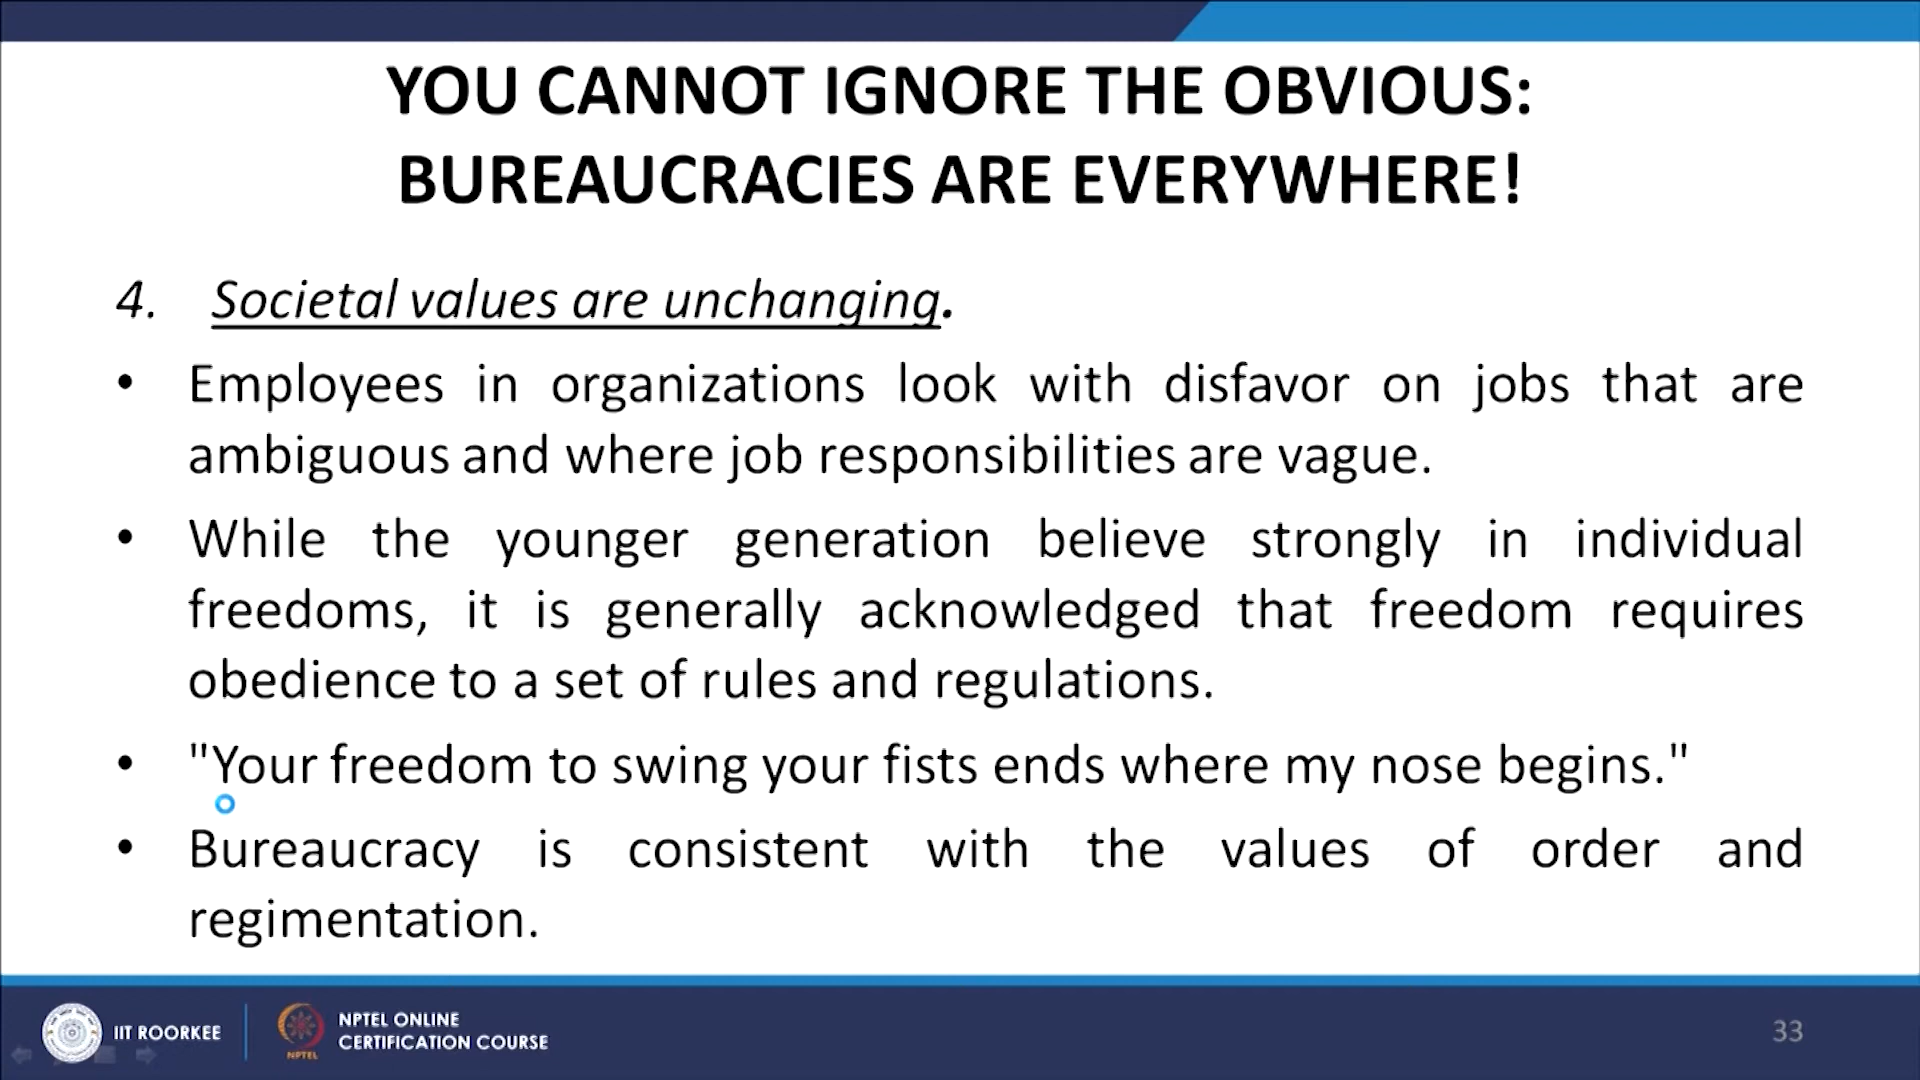 YOU CANNOT IGNORE THE OBVIOUS:
BUREAUCRACIES ARE EVERYWHERE!
4. Societal values are unchanging.
• Employees in organizations look with disfavor on jobs that are
ambiguous and where job responsibilities are vague.
• While the younger generation believe strongly in individual
freedoms, it is generally acknowledged that freedom requires
obedience to a set of rules and regulations.
• "Your freedom to swing your fists ends where my nose begins."
• Bureaucracy is consistent with the values of order and
regimentation.
IIT ROORKEE
NPTEL
NPTEL ONLINE
CERTIFICATION COURSE
33